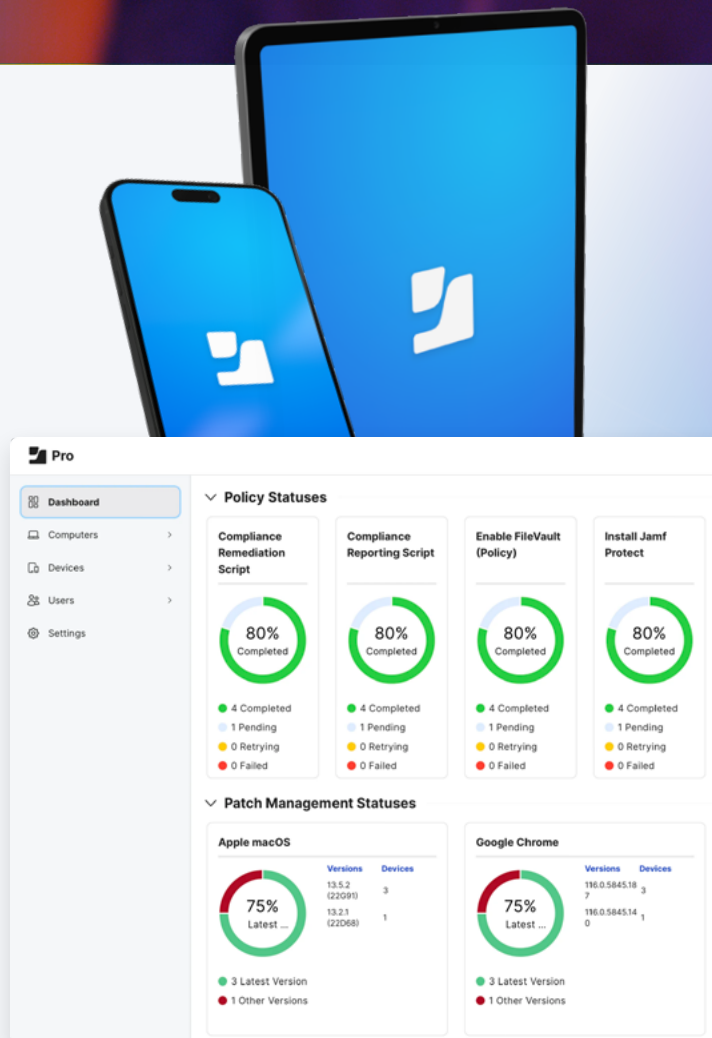 Pro
Dashboard
Computers
Devices
Users
Settings
Policy Statuses
Compliance
Remediation
Script
80%
Completed
4 Completed
1 Pending
0 Retrying
0 Failed
Compliance
Reporting Script
80%
Completed
4 Completed
1 Pending
0 Retrying
0 Failed
Enable FileVault
(Policy)
80%
Completed
4 Completed
1 Pending
0 Retrying
0 Failed
Install Jamf
Protect
80%
Completed
4 Completed
1 Pending
0 Retrying
0 Failed
Patch Management Statuses
Apple macOS
75%
Latest ...
Versions Devices
13.5.2
(22G91) 3
13.2.1
(22D68) 1
3 Latest Version
1 Other Versions
Google Chrome
75%
Latest ...
Versions Devices
116.0.5845.18
7 3
116.0.5845.14
0 1
3 Latest Version
1 Other Versions